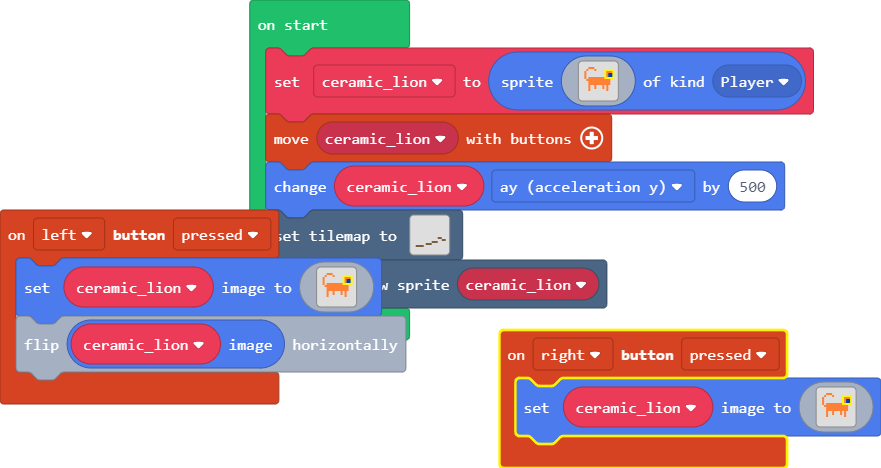 on start
set ceramic_lion to sprite of kind Player
move ceramic_lion with buttons
change ceramic_lion ay (acceleration y) by 500
set tilemap to
sprite ceramic_lion
on left button pressed
set ceramic_lion image to
flip ceramic_lion image horizontally
on right button pressed
set ceramic_lion image to